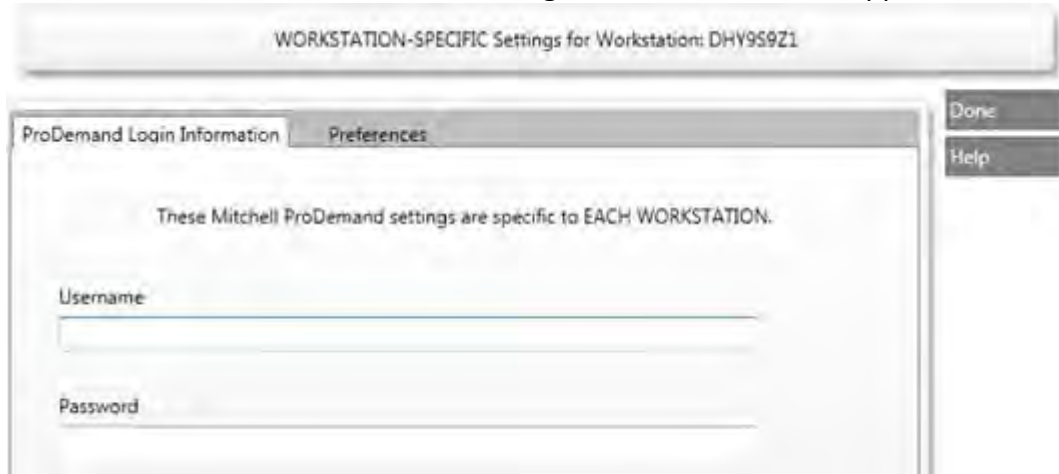 WORKSTATION-SPECIFIC Settings for Workstation: DHY9S9Z1
Done
ProDemand Login Information Preferences
Help
These Mitchell ProDemand settings are specific to EACH WORKSTATION.
Username
Password